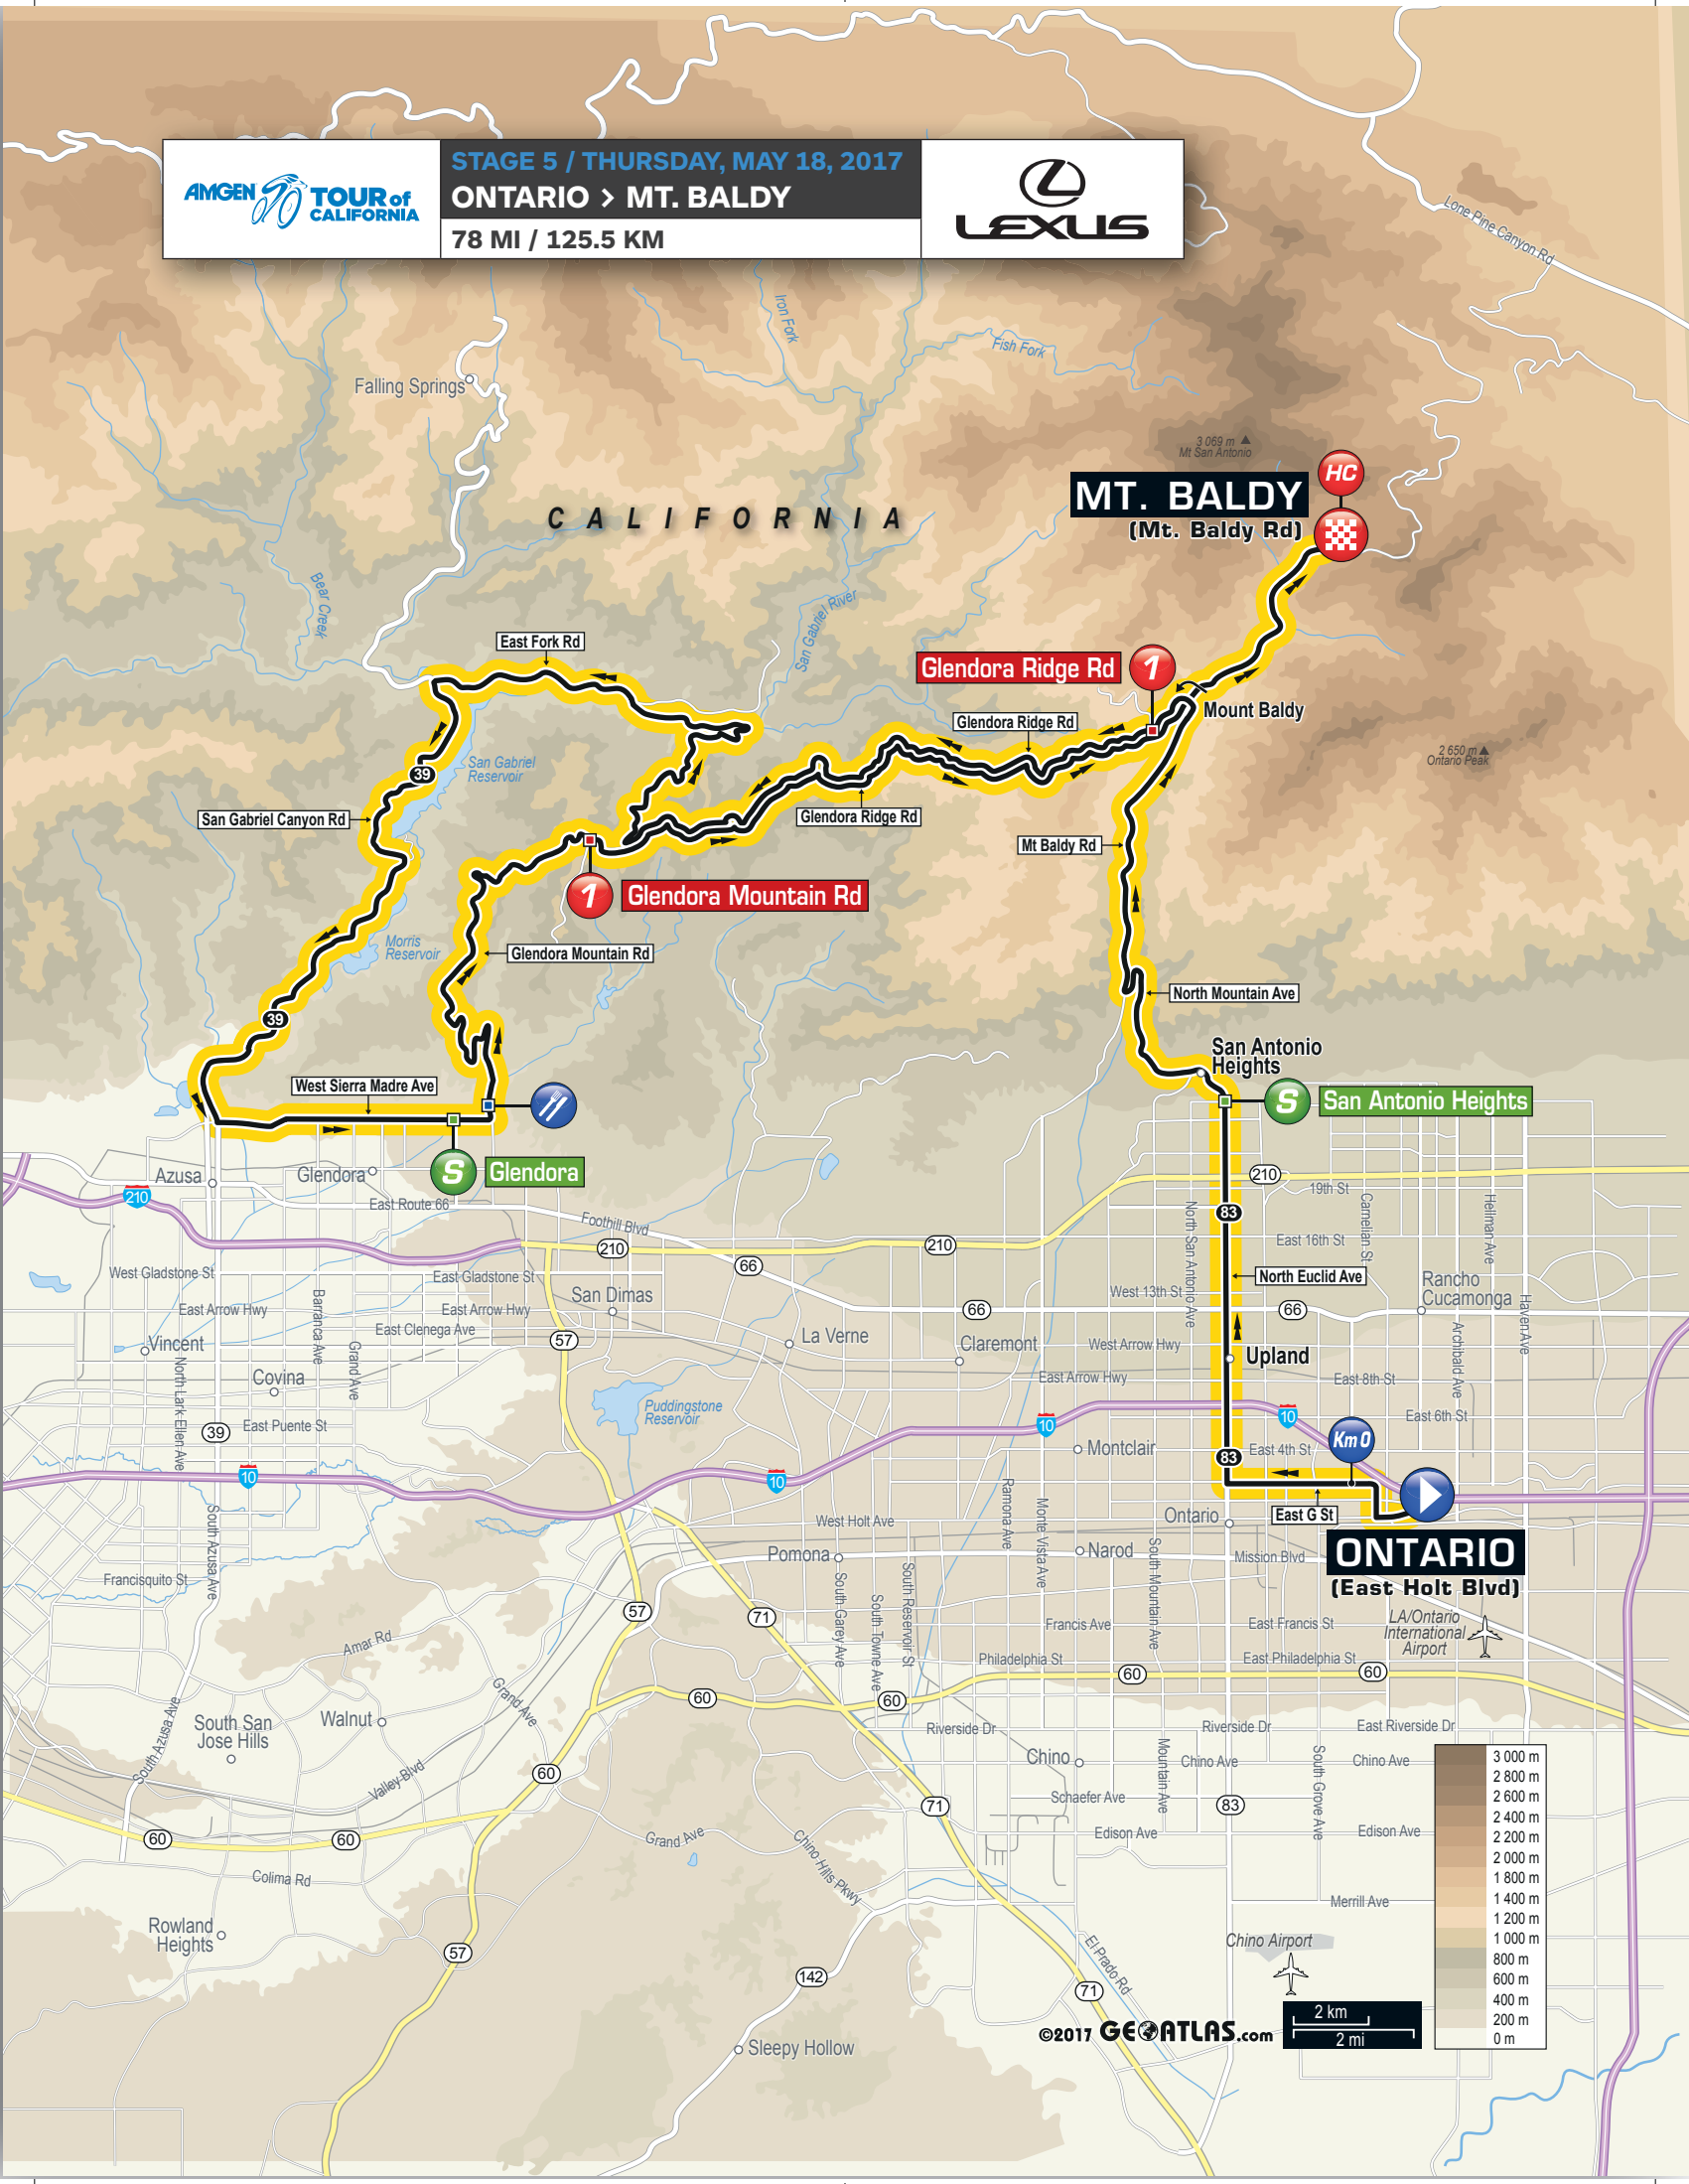 AMGEN TOUR of
CALIFORNIA
STAGE 5 / THURSDAY, MAY 18, 2017
ONTARIO > MT. BALDY
78 MI / 125.5 KM
LEXUS
Lone Pine Canyon Rd
Iron Fork
Fish Fork
Falling Springs
3 069 m
Mt San Antonio
HC
MT. BALDY
(Mt. Baldy Rd)
CALIFORNIA
Bear Creek
San Gabriel River
East Fork Rd
Glendora Ridge Rd
1
Mount Baldy
Glendora Ridge Rd
2 650 m
Ontario Peak
39
San Gabriel
Reservoir
San Gabriel Canyon Rd
Glendora Ridge Rd
Mt Baldy Rd
1
Glendora Mountain Rd
Morris
Reservoir
Glendora Mountain Rd
North Mountain Ave
39
San Antonio
Heights
West Sierra Madre Ave
S
San Antonio Heights
Azusa
Glendora
S
Glendora
210
210
19th St
East Route 66
Foothill Blvd
83
North San Antonio Ave
Carnelian St
Hellman Ave
210
210
East 16th St
66
West Gladstone St
East Gladstone St
North Euclid Ave
Rancho
Cucamonga
San Dimas
West 13th St
East Arrow Hwy
Barranca Ave
East Arrow Hwy
66
66
Haven Ave
East Clenega Ave
57
La Verne
Claremont
West Arrow Hwy
Archibald Ave
Vincent
Grand Ave
Upland
North Lark Ellen Ave
Covina
East Arrow Hwy
East 8th St
Puddingstone
Reservoir
10
10
East 6th St
39
East Puente St
Montclair
83
East 4th St
Km 0
10
10
Ramona Ave
Monte Vista Ave
South Azusa Ave
West Holt Ave
Ontario
East G St
Pomona
Narod
South Mountain Ave
Mission Blvd
ONTARIO
(East Holt Blvd)
Francisquito St
South Garey Ave
South Towne Ave
South Reservoir St
57
71
Francis Ave
East Francis St
LA/Ontario
International
Airport
Amar Rd
Philadelphia St
East Philadelphia St
60
60
60
60
Grand Ave
South Azusa Ave
South San
Jose Hills
Walnut
Riverside Dr
Riverside Dr
East Riverside Dr
Chino
Mountain Ave
Chino Ave
South Grove Ave
Chino Ave
60
Valley Blvd
Schaefer Ave
83
71
60
60
Grand Ave
Chino Hills Pkwy
Edison Ave
Edison Ave
Colima Rd
Merrill Ave
Rowland
Heights
57
El Prado Rd
Chino Airport
142
71
3 000 m
2 800 m
2 600 m
2 400 m
2 200 m
2 000 m
1 800 m
1 400 m
1 200 m
1 000 m
800 m
600 m
400 m
200 m
0 m
2 km
2 mi
©2017 GEOATLAS.com
Sleepy Hollow